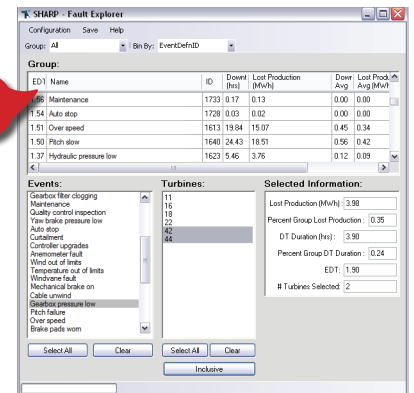 SHARP - Fault Explorer
Configuration Save Help
Group: All Bin By: EventDefnID
Group:
EDT Name ID Downt (hrs) Lost Production (MWh) Dowr Avg Lost Produ Avg (MWh
1.56 Maintenance 1733 0.17 0.13 0.00 0.00
1.54 Auto stop 1728 0.03 0.02 0.00 0.00
1.51 Over speed 1613 19.84 15.07 0.45 0.34
1.50 Pitch slow 1640 24.43 18.51 0.56 0.42
1.37 Hydraulic pressure low 1623 5.46 3.76 0.12 0.09
Events: Turbines: Selected Information:
Gearbox filter clogging
Maintenance
Quality control inspection
Yaw brake pressure low
Auto stop
Curtailment
Controller upgrades
Anemometer fault
Wind out of limits
Temperature out of limits
Windvane fault
Mechanical brake on
Cable unwind
Gearbox pressure low
Pitch failure
Over speed
Brake pads worn
11
16
18
22
42
44
Lost Production (MWh) : 3.98
Percent Group Lost Production : 0.35
DT Duration (hrs) : 3.90
Percent Group DT Duration : 0.24
EDT: 1.90
# Turbines Selected: 2
Select All Clear Select All Clear
Inclusive